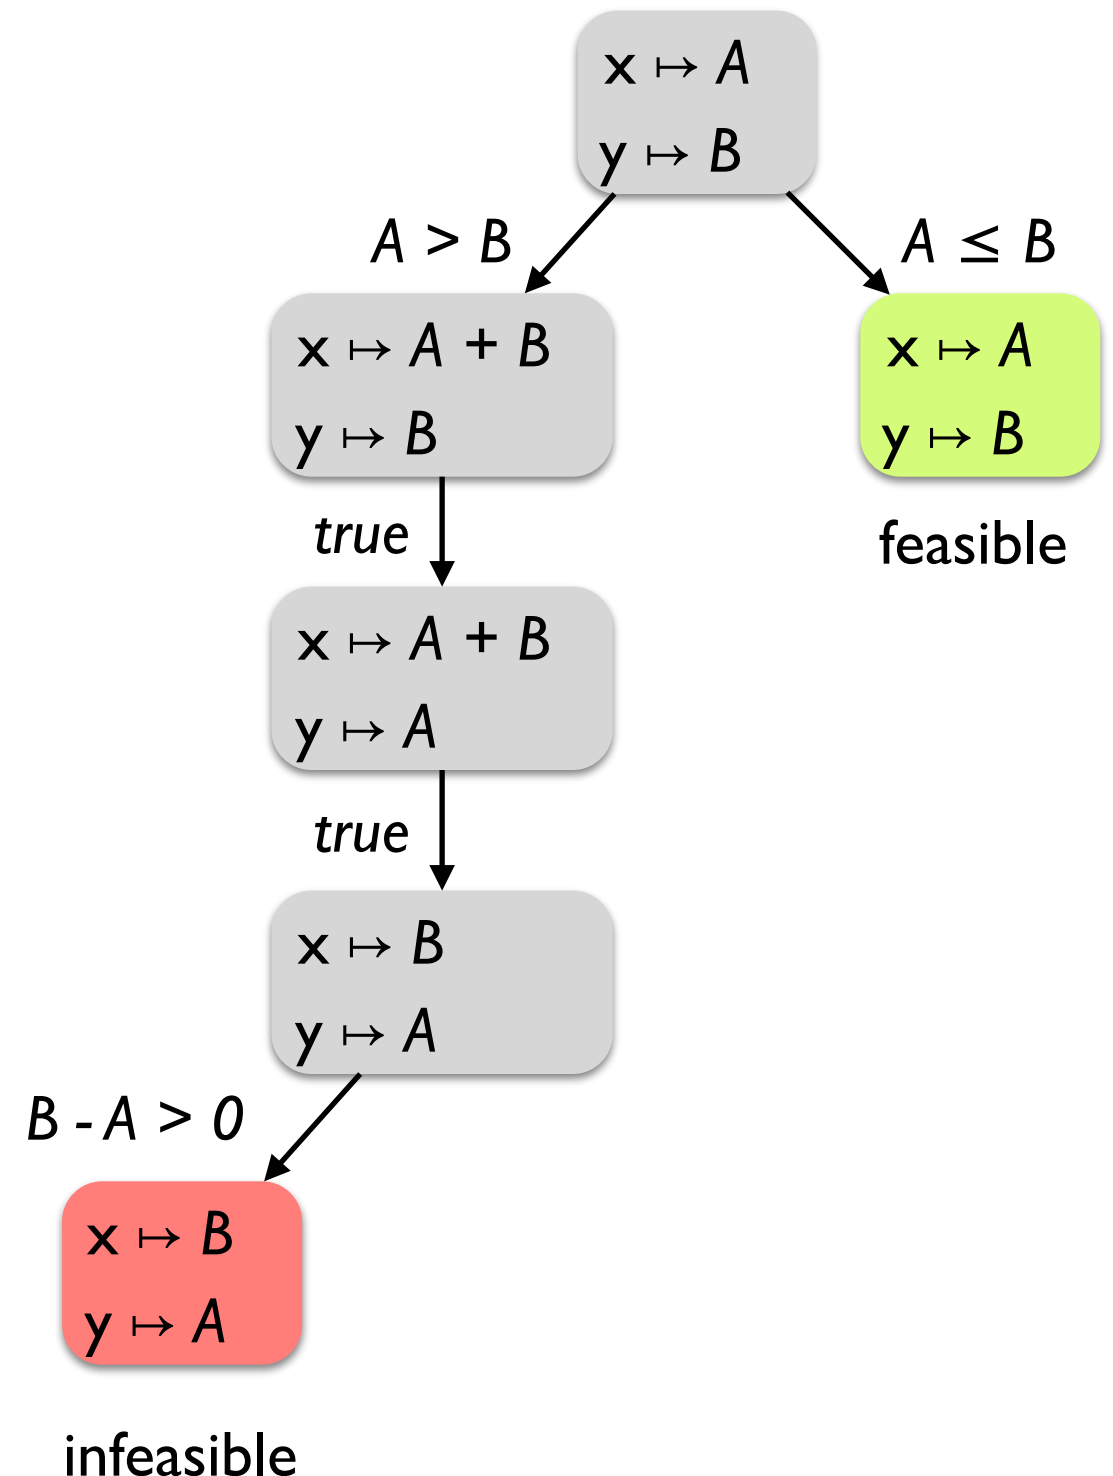 x ↦ A
y ↦ B
A > B
A ≤ B
x ↦ A + B
y ↦ B
x ↦ A
y ↦ B
true
feasible
x ↦ A + B
y ↦ A
true
x ↦ B
y ↦ A
B - A > 0
x ↦ B
y ↦ A
infeasible